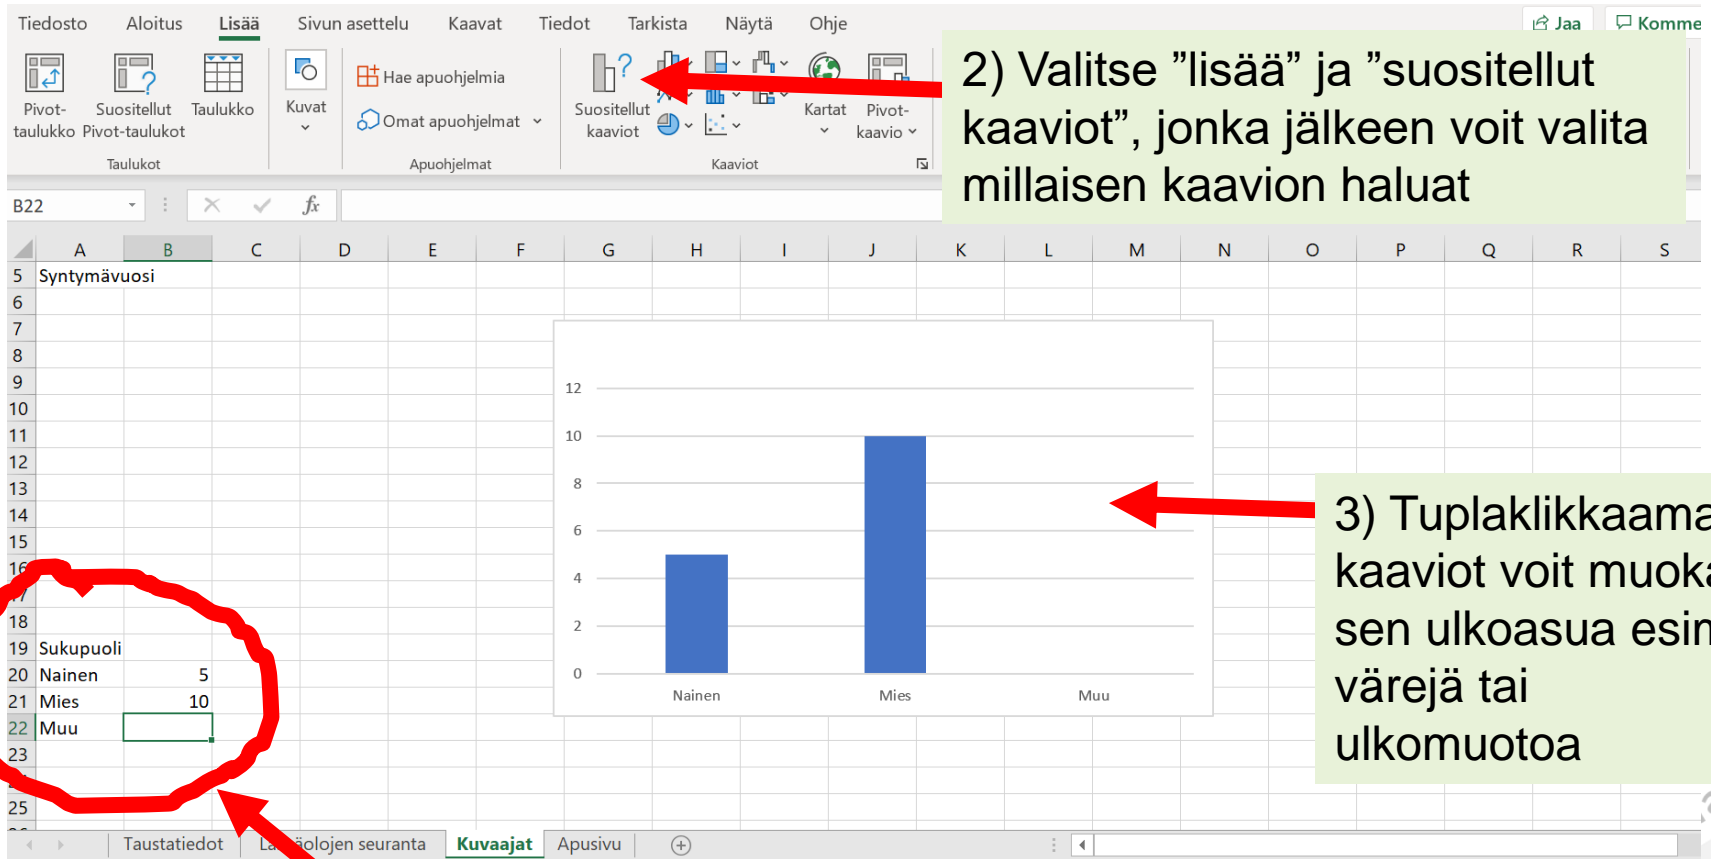 Tiedosto Aloitus Lisää Sivun asettelu Kaavat Tiedot Tarkista Näytä Ohje Jaa Komme
Pivot-
taulukko
Suositellut
Pivot-taulukot
Taulukko
Kuvat
Hae apuohjelmia
Omat apuohjelmat
Suositellut
kaaviot
Kartat
Pivot-
kaavio
Taulukot Apuohjelmat Kaaviot
2) Valitse ”lisää” ja ”suositellut
kaaviot”, jonka jälkeen voit valita
millaisen kaavion haluat
B22 fx
A B C D E F G H I J K L M N O P Q R S
5 Syntymävuosi
6
7
8
9
10
11
12
13
14
15
16
17
18
19 Sukupuoli
20 Nainen 5
21 Mies 10
22 Muu
23
25
12
10
8
6
4
2
0
Nainen Mies Muu
3) Tuplaklikkaama
kaaviot voit muoka
sen ulkoasua esim
värejä tai
ulkomuotoa
Taustatiedot seuranta Kuvaajat Apusivu